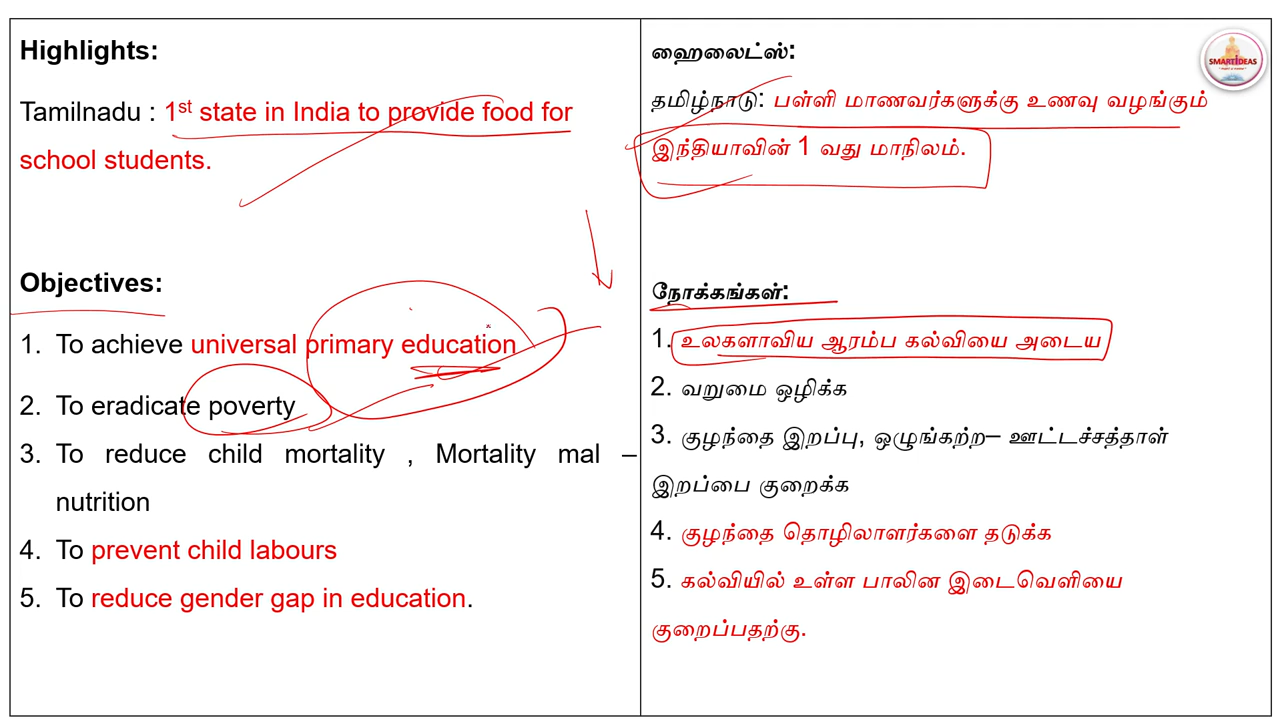 Highlights:
Tamilnadu : 1st state in India to provide food for
school students.
Objectives:
1. To achieve universal primary education
2. To eradicate poverty
3. To reduce child mortality , Mortality mal –
nutrition
4. To prevent child labours
5. To reduce gender gap in education.
ஹைலைட்ஸ்:
தமிழ்நாடு: பள்ளி மாணவர்களுக்கு உணவு வழங்கும்
இந்தியாவின் 1 வது மாநிலம்.
நோக்கங்கள்:
1. உலகளாவிய ஆரம்ப கல்வியை அடைய
2. வறுமை ஒழிக்க
3. குழந்தை இறப்பு, ஒழுங்கற்ற– ஊட்டச்சத்தாள்
இறப்பை குறைக்க
4. குழந்தை தொழிலாளர்களை தடுக்க
5. கல்வியில் உள்ள பாலின இடைவெளியை
குறைப்பதற்கு.
SMARTIDEAS